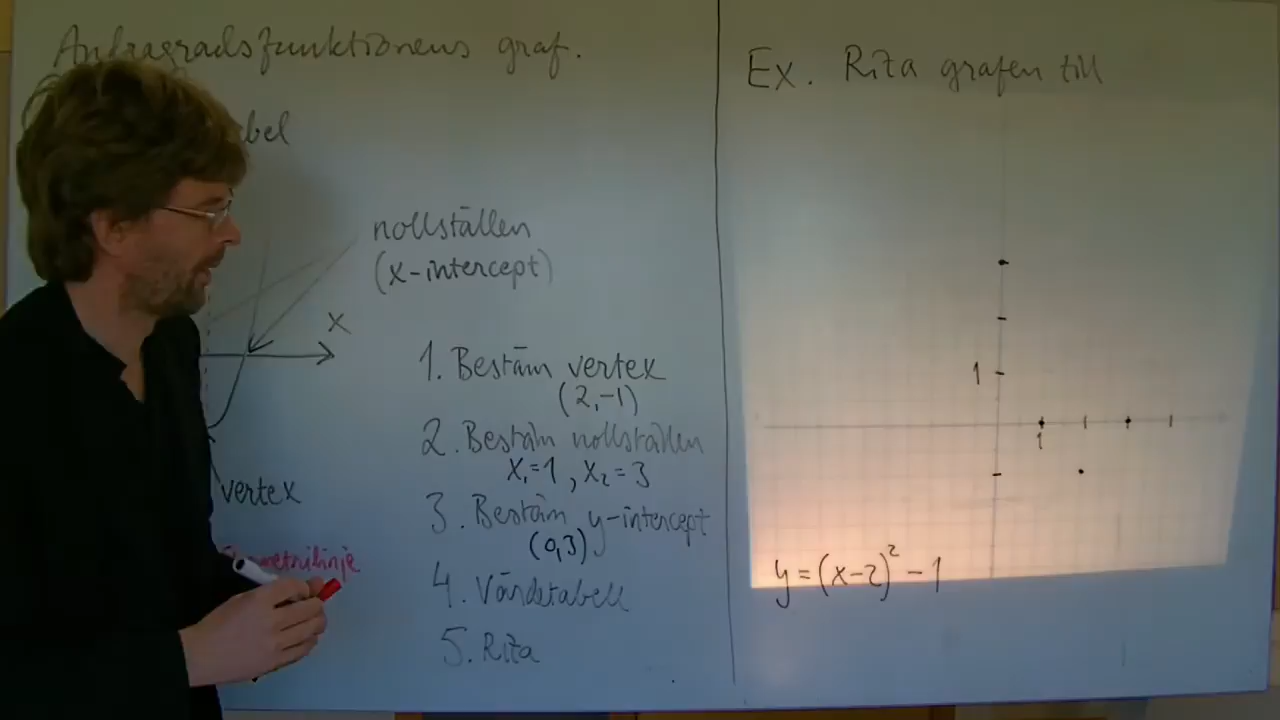 Andragradsfunktionens graf.
nollställen
(x-intercept)
x
1. Bestäm vertex
(2,-1)
2. Bestäm nollställen
x₁=1, x₂=3
vertex
3. Bestäm y-intercept
(0,3)
4. Värdetabell
5. Rita
Ex. Rita grafen till
1
1
y=(x-2)²-1